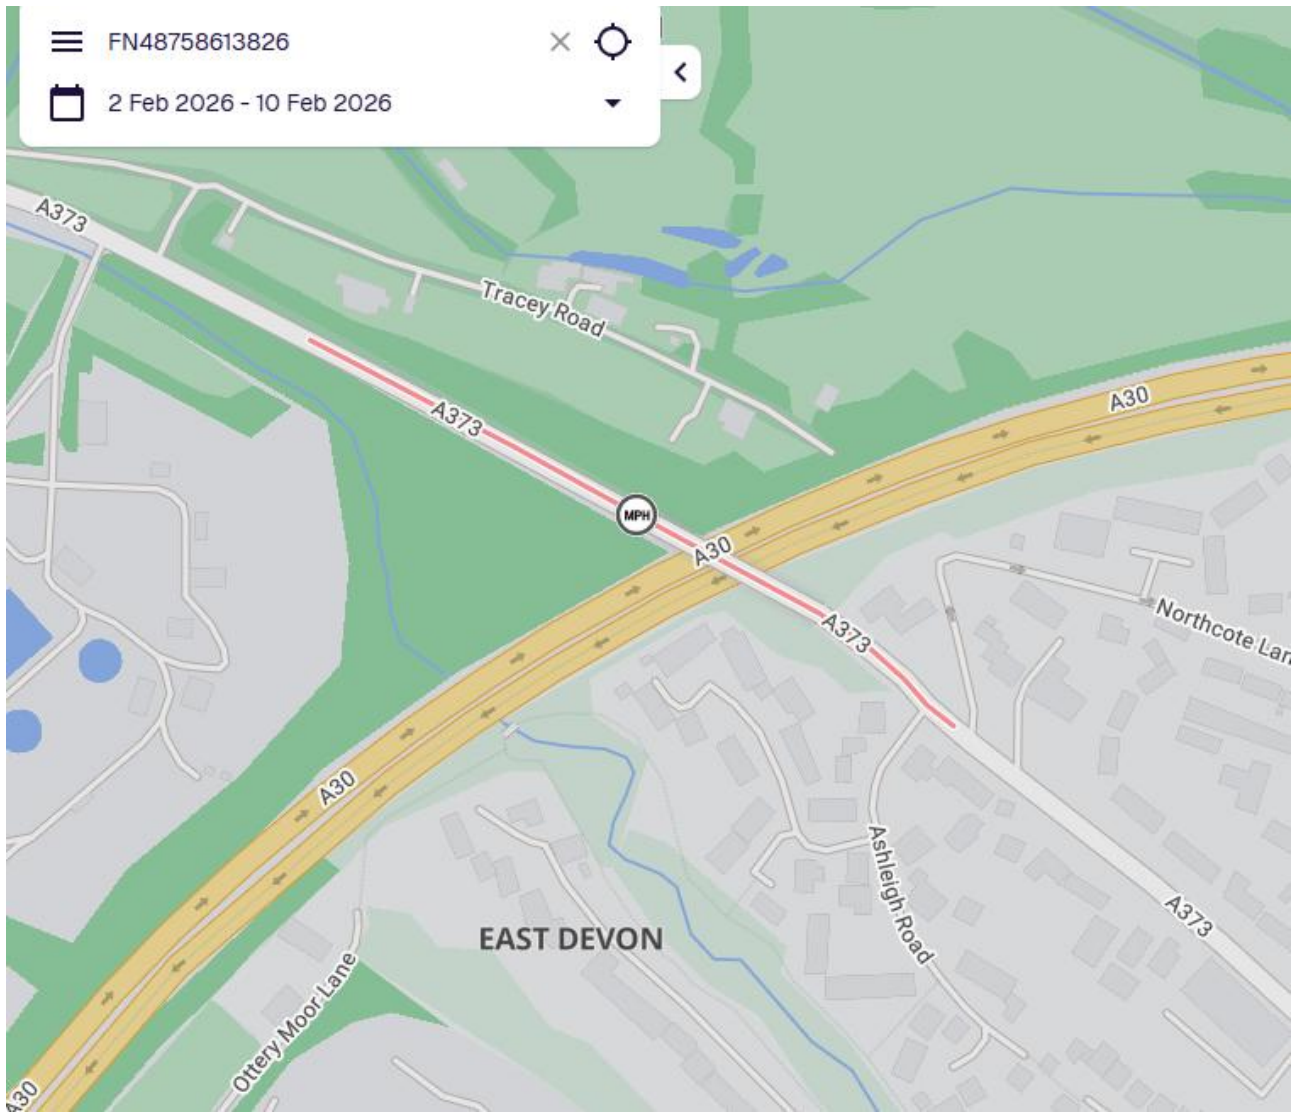 FN48758613826
2 Feb 2026 - 10 Feb 2026
A373
Tracey Road
A30
A373
MPH
A30
A373
Northcote Lan
A30
Ashleigh Road
A373
EAST DEVON
Ottery Moor Lane
A30